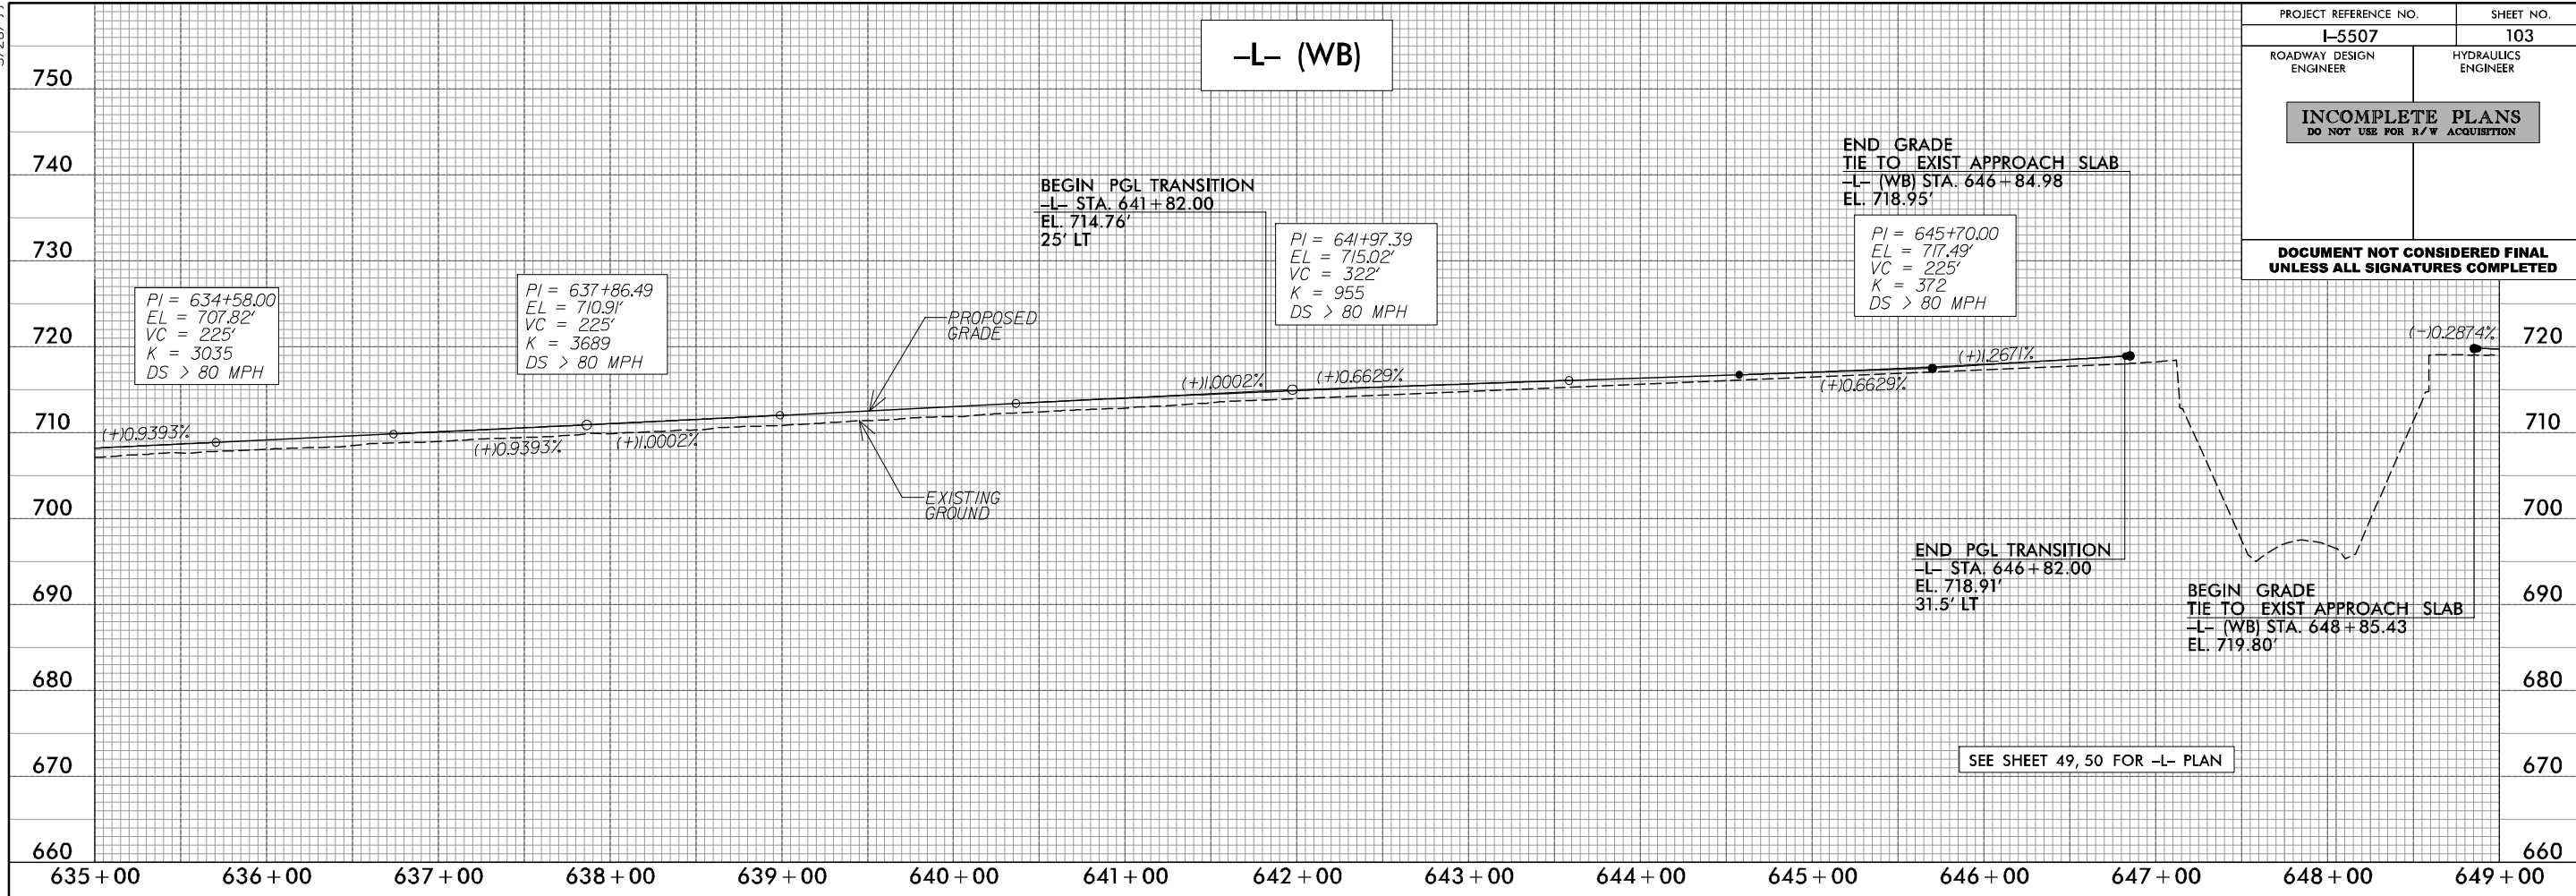 –L– (WB)
PROJECT REFERENCE NO.
SHEET NO.
I–5507
103
ROADWAY DESIGN
ENGINEER
HYDRAULICS
ENGINEER
INCOMPLETE PLANS
DO NOT USE FOR R/W ACQUISITION
DOCUMENT NOT CONSIDERED FINAL
UNLESS ALL SIGNATURES COMPLETED
750
740
730
720
710
700
690
680
670
660
PI = 634+58.00
EL = 707.82'
VC = 225'
K = 3035
DS > 80 MPH
PI = 637+86.49
EL = 710.91'
VC = 225'
K = 3689
DS > 80 MPH
PROPOSED
GRADE
EXISTING
GROUND
BEGIN PGL TRANSITION
–L– STA. 641+82.00
EL. 714.76'
25' LT
PI = 641+97.39
EL = 715.02'
VC = 322'
K = 955
DS > 80 MPH
END GRADE
TIE TO EXIST APPROACH SLAB
–L– (WB) STA. 646+84.98
EL. 718.95'
PI = 645+70.00
EL = 717.49'
VC = 225'
K = 372
DS > 80 MPH
(+)0.9393%
(+)0.9393%
(+)1.0002%
(+)1.0002%
(+)0.6629%
(+)0.6629%
(+)1.2671%
(-)0.2874%
END PGL TRANSITION
–L– STA. 646+82.00
EL. 718.91'
31.5' LT
BEGIN GRADE
TIE TO EXIST APPROACH SLAB
–L– (WB) STA. 648+85.43
EL. 719.80'
SEE SHEET 49, 50 FOR –L– PLAN
720
710
700
690
680
670
660
635+00
636+00
637+00
638+00
639+00
640+00
641+00
642+00
643+00
644+00
645+00
646+00
647+00
648+00
649+00